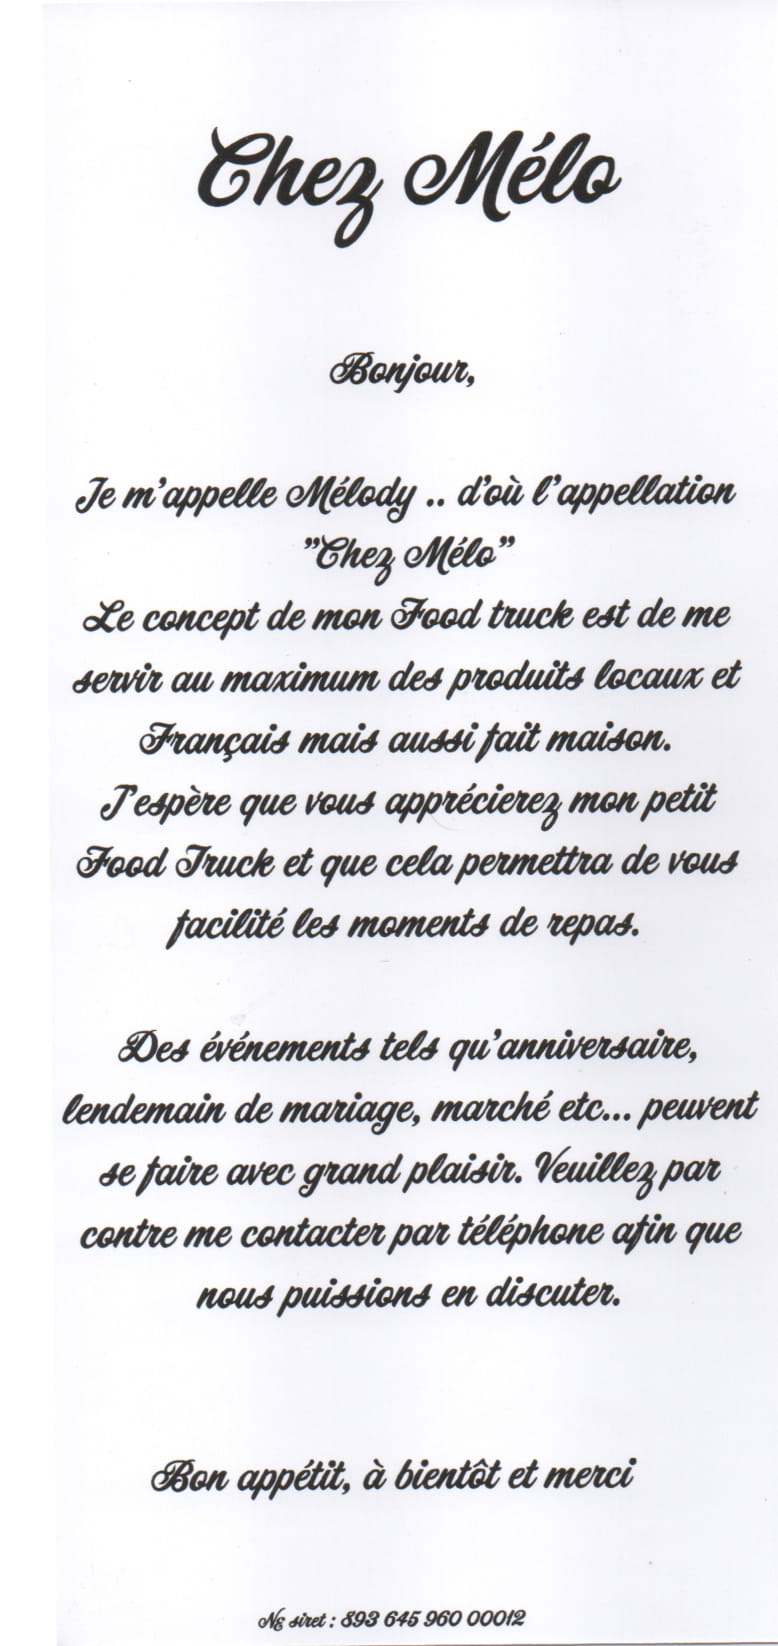 Chez Mélo
Bonjour,
Je m'appelle Mélody .. d'où l'appellation
"Chez Mélo"
Le concept de mon Food truck est de me
servir au maximum des produits locaux et
Français mais aussi fait maison.
J'espère que vous apprécierez mon petit
Food Truck et que cela permettra de vous
facilité les moments de repas.
Des événements tels qu'anniversaire,
lendemain de mariage, marché etc... peuvent
se faire avec grand plaisir. Veuillez par
contre me contacter par téléphone afin que
nous puissions en discuter.
Bon appétit, à bientôt et merci
N§ siret : 893 645 960 00012